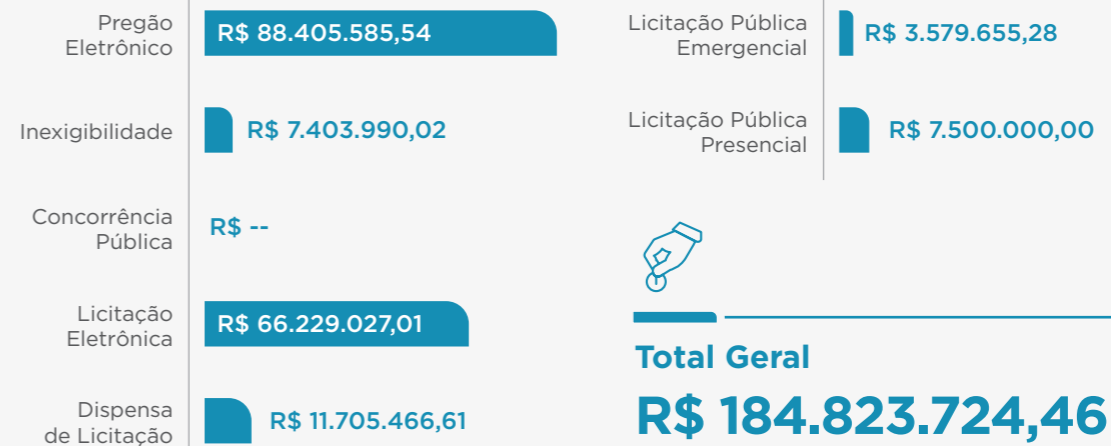 Pregão
Eletrônico
R$ 88.405.585,54
Inexigibilidade
R$ 7.403.990,02
Concorrência
Pública
R$ --
Licitação
Eletrônica
R$ 66.229.027,01
Dispensa
de Licitação
R$ 11.705.466,61
Licitação Pública
Emergencial
R$ 3.579.655,28
Licitação Pública
Presencial
R$ 7.500.000,00
Total Geral
R$ 184.823.724,46